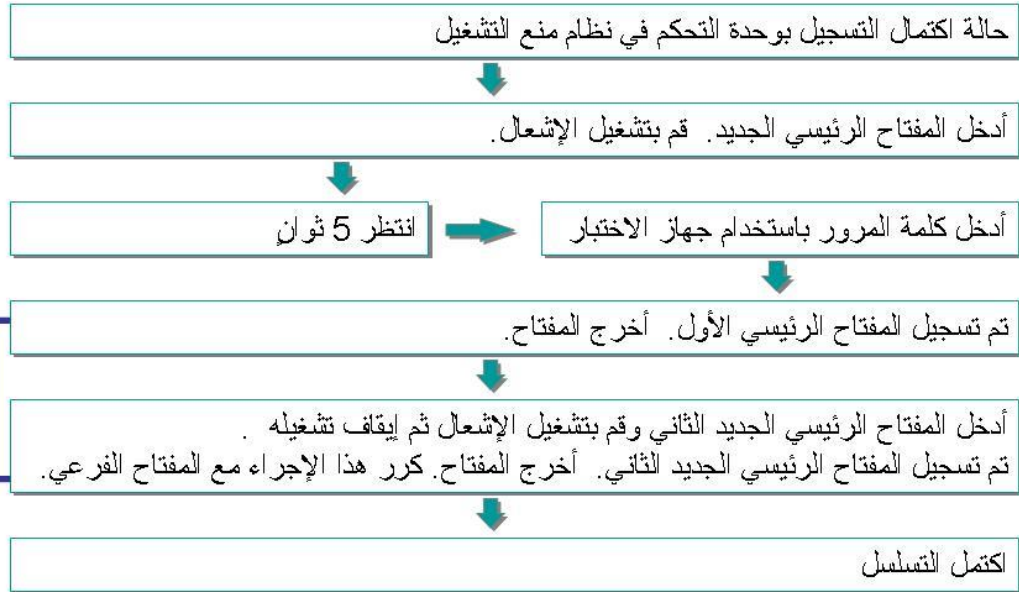 حالة اكتمال التسجيل بوحدة التحكم في نظام منع التشغيل
أدخل المفتاح الرئيسي الجديد. قم بتشغيل الإشعال.
انتظر 5 ثوانٍ
أدخل كلمة المرور باستخدام جهاز الاختبار
تم تسجيل المفتاح الرئيسي الأول. أخرج المفتاح.
أدخل المفتاح الرئيسي الجديد الثاني وقم بتشغيل الإشعال ثم إيقاف تشغيله .
تم تسجيل المفتاح الرئيسي الجديد الثاني. أخرج المفتاح. كرر هذا الإجراء مع المفتاح الفرعي.
اكتمل التسلسل